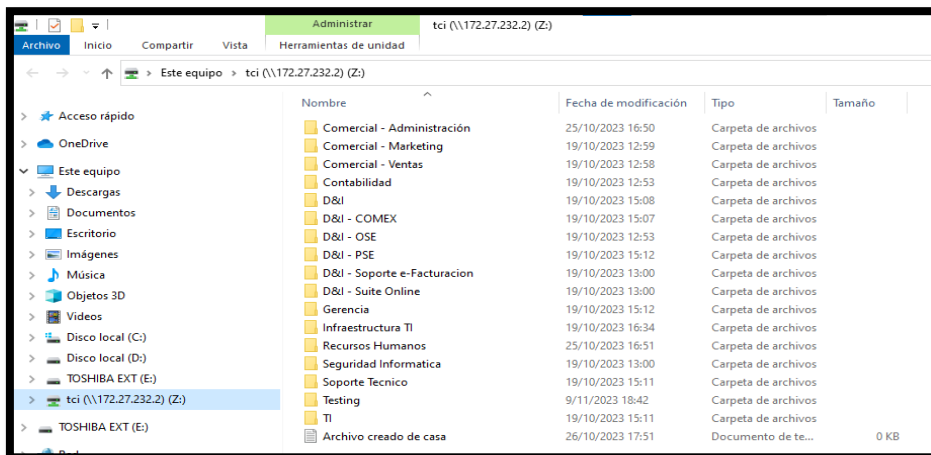 Administrar tci (\\172.27.232.2) (Z:)
Archivo Inicio Compartir Vista Herramientas de unidad
Este equipo > tci (\\172.27.232.2) (Z:)
Acceso rápido
OneDrive
Este equipo
Descargas
Documentos
Escritorio
Imágenes
Música
Objetos 3D
Videos
Disco local (C:)
Disco local (D:)
TOSHIBA EXT (E:)
tci (\\172.27.232.2) (Z:)
TOSHIBA EXT (E:)
Nombre Fecha de modificación Tipo Tamaño
Comercial - Administración 25/10/2023 16:50 Carpeta de archivos
Comercial - Marketing 19/10/2023 12:59 Carpeta de archivos
Comercial - Ventas 19/10/2023 12:58 Carpeta de archivos
Contabilidad 19/10/2023 12:53 Carpeta de archivos
D&I 19/10/2023 15:08 Carpeta de archivos
D&I - COMEX 19/10/2023 15:07 Carpeta de archivos
D&I - OSE 19/10/2023 12:53 Carpeta de archivos
D&I - PSE 19/10/2023 15:12 Carpeta de archivos
D&I - Soporte e-Facturacion 19/10/2023 13:00 Carpeta de archivos
D&I - Suite Online 19/10/2023 13:00 Carpeta de archivos
Gerencia 19/10/2023 15:12 Carpeta de archivos
Infraestructura TI 19/10/2023 16:34 Carpeta de archivos
Recursos Humanos 25/10/2023 16:51 Carpeta de archivos
Seguridad Informatica 19/10/2023 13:00 Carpeta de archivos
Soporte Tecnico 19/10/2023 15:11 Carpeta de archivos
Testing 9/11/2023 18:42 Carpeta de archivos
TI 19/10/2023 15:11 Carpeta de archivos
Archivo creado de casa 26/10/2023 17:51 Documento de te... 0 KB